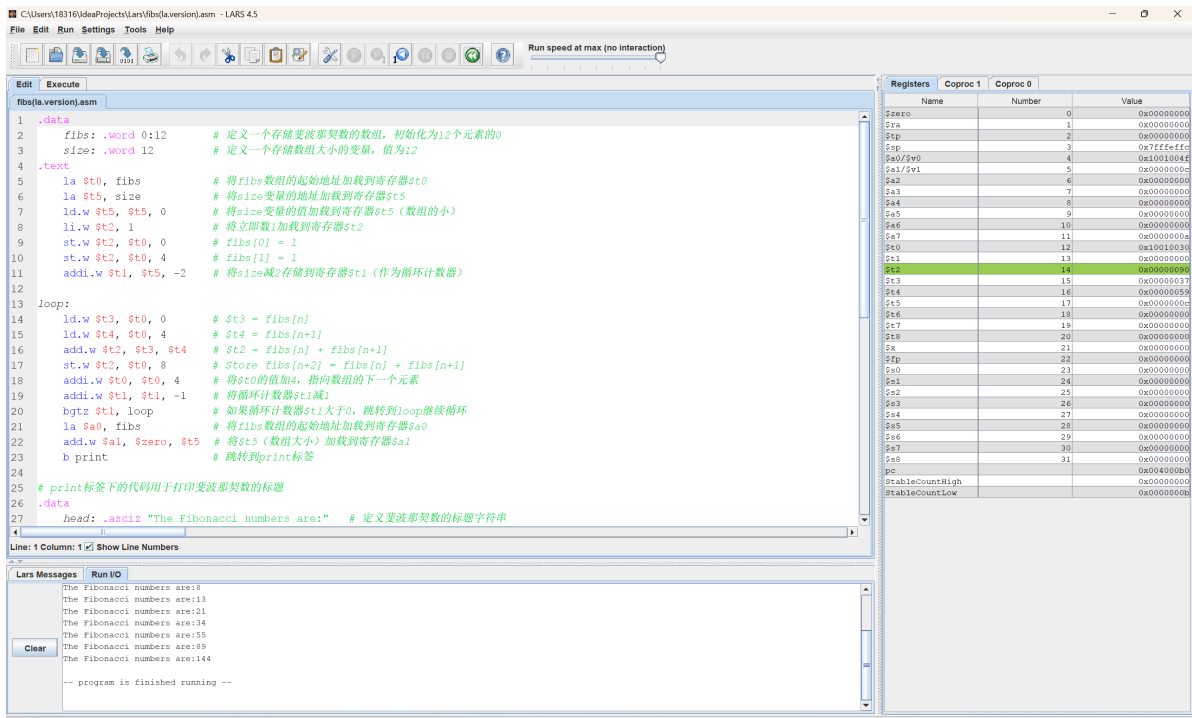 C:\Users\18316\IdeaProjects\Lars\fibs(la.version).asm - LARS 4.5
File Edit Run Settings Tools Help
Run speed at max (no interaction)
Edit Execute
fibs(la.version).asm
1 .data
2 fibs: .word 0:12 # 定义一个存储斐波那契数的数组，初始化为12个元素的0
3 size: .word 12 # 定义一个存储数组大小的变量，值为12
4 .text
5 la $t0, fibs # 将fibs数组的起始地址加载到寄存器$t0
6 la $t5, size # 将size变量的地址加载到寄存器$t5
7 ld.w $t5, $t5, 0 # 将size变量的值加载到寄存器$t5（数组的小）
8 li.w $t2, 1 # 将立即数1加载到寄存器$t2
9 st.w $t2, $t0, 0 # fibs[0] = 1
10 st.w $t2, $t0, 4 # fibs[1] = 1
11 addi.w $t1, $t5, -2 # 将size减2存储到寄存器$t1（作为循环计数器）
12
13 loop:
14 ld.w $t3, $t0, 0 # $t3 = fibs[n]
15 ld.w $t4, $t0, 4 # $t4 = fibs[n+1]
16 add.w $t2, $t3, $t4 # $t2 = fibs[n] + fibs[n+1]
17 st.w $t2, $t0, 8 # Store fibs[n+2] = fibs[n] + fibs[n+1]
18 addi.w $t0, $t0, 4 # 将$t0的值加4，指向数组的下一个元素
19 addi.w $t1, $t1, -1 # 将循环计数器$t1减1
20 bgtz $t1, loop # 如果循环计数器$t1大于0，跳转到loop继续循环
21 la $a0, fibs # 将fibs数组的起始地址加载到寄存器$a0
22 add.w $a1, $zero, $t5 # 将$t5（数组大小）加载到寄存器$a1
23 b print # 跳转到print标签
24
25 # print标签下的代码用于打印斐波那契数的标题
26 .data
27 head: .asciz "The Fibonacci numbers are:" # 定义斐波那契数的标题字符串
Line: 1 Column: 1 Show Line Numbers
Lars Messages Run I/O
Clear
The Fibonacci numbers are:8
The Fibonacci numbers are:13
The Fibonacci numbers are:21
The Fibonacci numbers are:34
The Fibonacci numbers are:55
The Fibonacci numbers are:89
The Fibonacci numbers are:144
-- program is finished running --
Registers Coproc 1 Coproc 0
Name Number Value
$zero 0 0x00000000
$ra 1 0x00000000
$tp 2 0x00000000
$sp 3 0x7fffeffc
$a0/$v0 4 0x1001004f
$a1/$v1 5 0x0000000c
$a2 6 0x00000000
$a3 7 0x00000000
$a4 8 0x00000000
$a5 9 0x00000000
$a6 10 0x00000000
$a7 11 0x0000000a
$t0 12 0x10010030
$t1 13 0x00000000
$t2 14 0x00000090
$t3 15 0x00000037
$t4 16 0x00000059
$t5 17 0x0000000c
$t6 18 0x00000000
$t7 19 0x00000000
$t8 20 0x00000000
$x 21 0x00000000
$fp 22 0x00000000
$s0 23 0x00000000
$s1 24 0x00000000
$s2 25 0x00000000
$s3 26 0x00000000
$s4 27 0x00000000
$s5 28 0x00000000
$s6 29 0x00000000
$s7 30 0x00000000
$s8 31 0x00000000
pc 0x004000b0
StableCountHigh 0x00000000
StableCountLow 0x0000000b